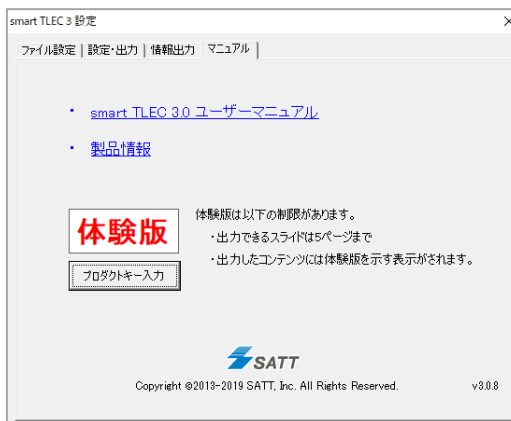 smart TLEC 3 設定
ファイル設定 設定・出力 情報出力 マニュアル
・ smart TLEC 3.0 ユーザーマニュアル
・ 製品情報
体験版
体験版は以下の制限があります。
・出力できるスライドは5ページまで
・出力したコンテンツには体験版を示す表示がされます。
プロダクトキー入力
SATT
Copyright ©2013-2019 SATT, Inc. All Rights Reserved. v3.0.8